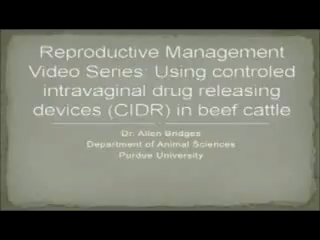 Reproductive Management
Video Series: Using controled
intravaginal drug releasing
devices (CIDR) in beef cattle
Dr. Allen Bridges
Department of Animal Sciences
Purdue University